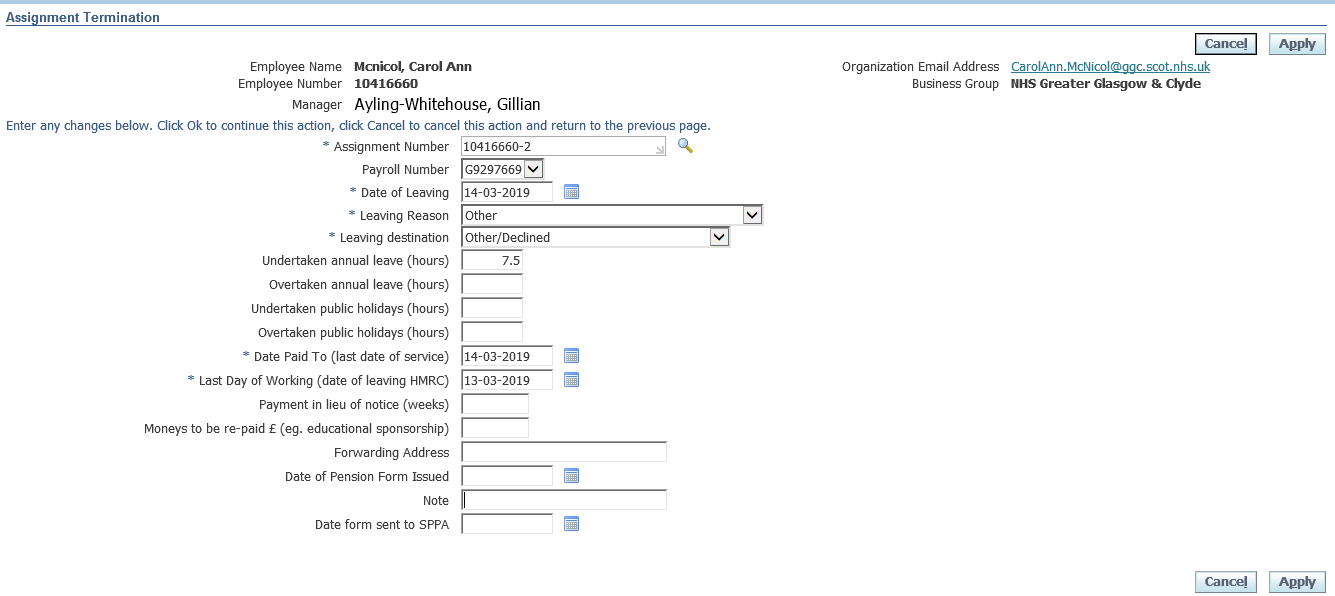 Assignment Termination
Cancel Apply
Employee Name Mcnicol, Carol Ann Organization Email Address CarolAnn.McNicol@ggc.scot.nhs.uk
Employee Number 10416660 Business Group NHS Greater Glasgow & Clyde
Manager Ayling-Whitehouse, Gillian
Enter any changes below. Click Ok to continue this action, click Cancel to cancel this action and return to the previous page.
* Assignment Number 10416660-2
Payroll Number G9297669
* Date of Leaving 14-03-2019
* Leaving Reason Other
* Leaving destination Other/Declined
Undertaken annual leave (hours) 7.5
Overtaken annual leave (hours)
Undertaken public holidays (hours)
Overtaken public holidays (hours)
* Date Paid To (last date of service) 14-03-2019
* Last Day of Working (date of leaving HMRC) 13-03-2019
Payment in lieu of notice (weeks)
Moneys to be re-paid £ (eg. educational sponsorship)
Forwarding Address
Date of Pension Form Issued
Note
Date form sent to SPPA
Cancel Apply